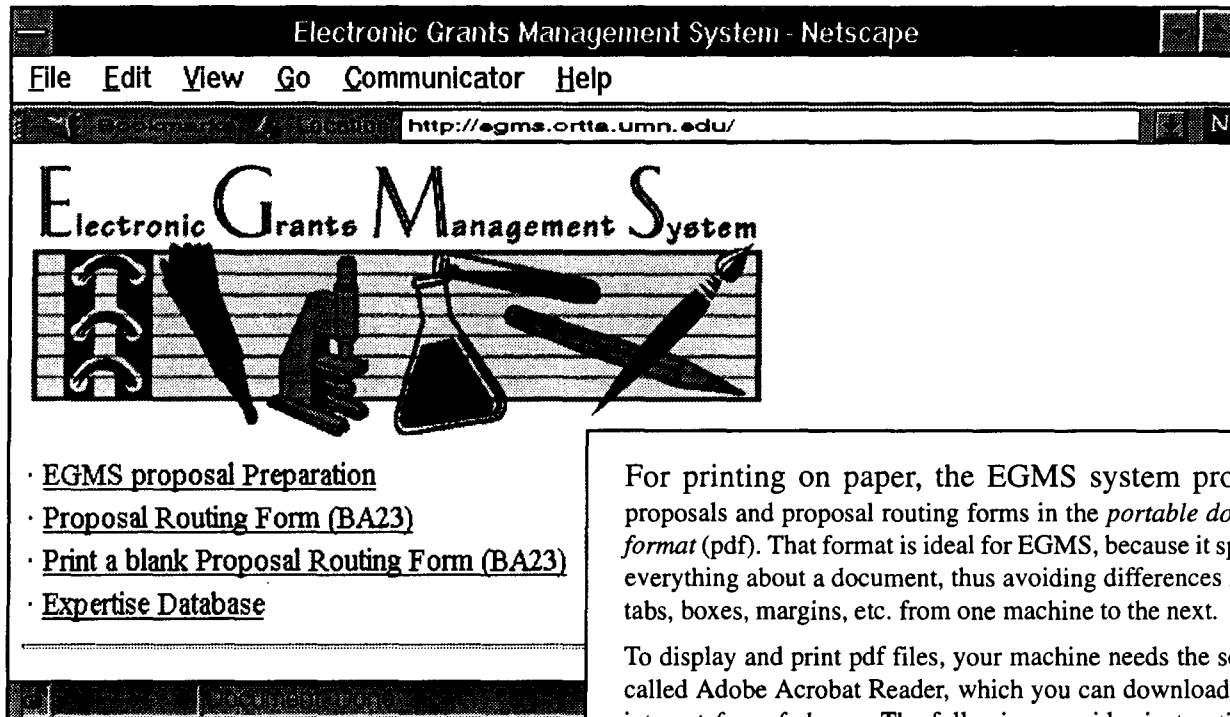 Electronic Grants Management System - Netscape
File Edit View Go Communicator Help
Bookmarks Location http://egms.ortta.umn.edu/ N
Electronic Grants Management System
· EGMS proposal Preparation
· Proposal Routing Form (BA23)
· Print a blank Proposal Routing Form (BA23)
· Expertise Database
Document: Done
For printing on paper, the EGMS system pro
proposals and proposal routing forms in the portable do
format (pdf). That format is ideal for EGMS, because it sp
everything about a document, thus avoiding differences
tabs, boxes, margins, etc. from one machine to the next.
To display and print pdf files, your machine needs the so
called Adobe Acrobat Reader, which you can download